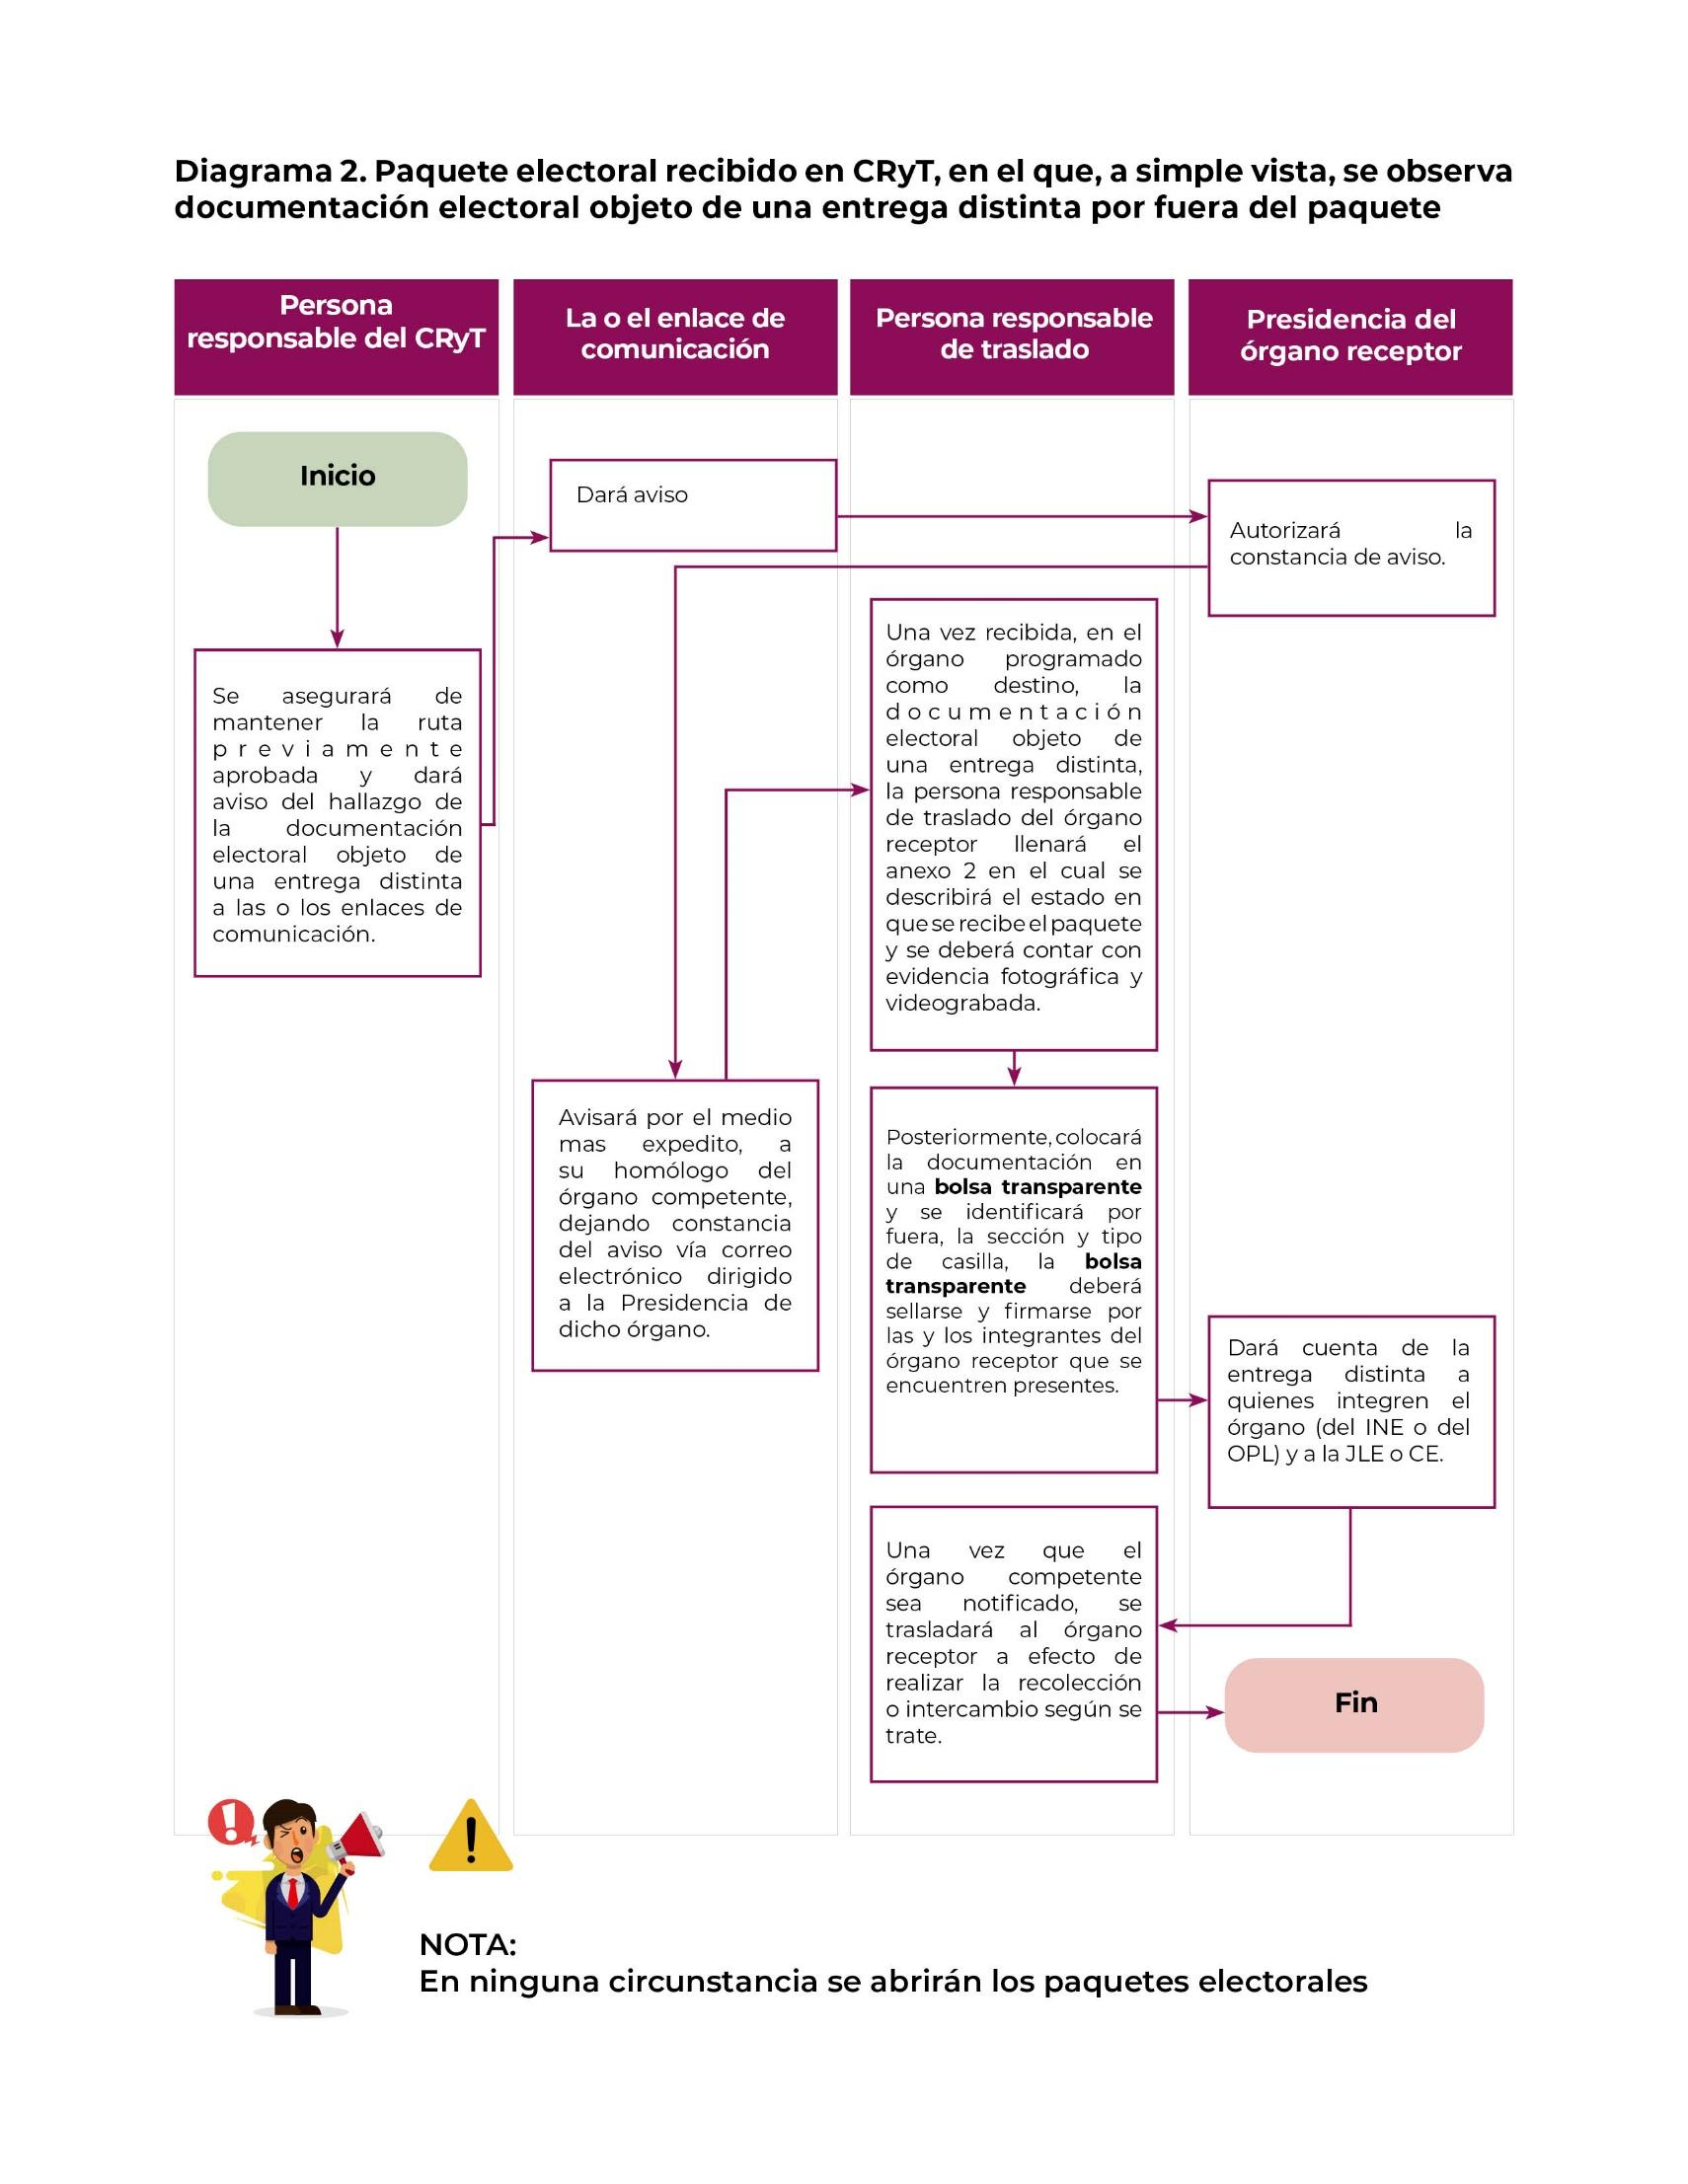 Diagrama 2. Paquete electoral recibido en CRyT, en el que, a simple vista, se observa
documentación electoral objeto de una entrega distinta por fuera del paquete
Persona
responsable del CRyT
La o el enlace de
comunicación
Persona responsable
de traslado
Presidencia del
órgano receptor
Inicio
Dará aviso
Autorizará la
constancia de aviso.
Se asegurará de
mantener la ruta
previamente
aprobada y dará
aviso del hallazgo de
la documentación
electoral objeto de
una entrega distinta
a las o los enlaces de
comunicación.
Una vez recibida, en el
órgano programado
como destino, la
documentación
electoral objeto de
una entrega distinta,
la persona responsable
de traslado del órgano
receptor llenará el
anexo 2 en el cual se
describirá el estado en
que se recibe el paquete
y se deberá contar con
evidencia fotográfica y
videograbada.
Avisará por el medio
mas expedito, a
su homólogo del
órgano competente,
dejando constancia
del aviso vía correo
electrónico dirigido
a la Presidencia de
dicho órgano.
Posteriormente, colocará
la documentación en
una bolsa transparente
y se identificará por
fuera, la sección y tipo
de casilla, la bolsa
transparente deberá
sellarse y firmarse por
las y los integrantes del
órgano receptor que se
encuentren presentes.
Dará cuenta de la
entrega distinta a
quienes integren el
órgano (del INE o del
OPL) y a la JLE o CE.
Una vez que el
órgano competente
sea notificado, se
trasladará al órgano
receptor a efecto de
realizar la recolección
o intercambio según se
trate.
Fin
NOTA:
En ninguna circunstancia se abrirán los paquetes electorales